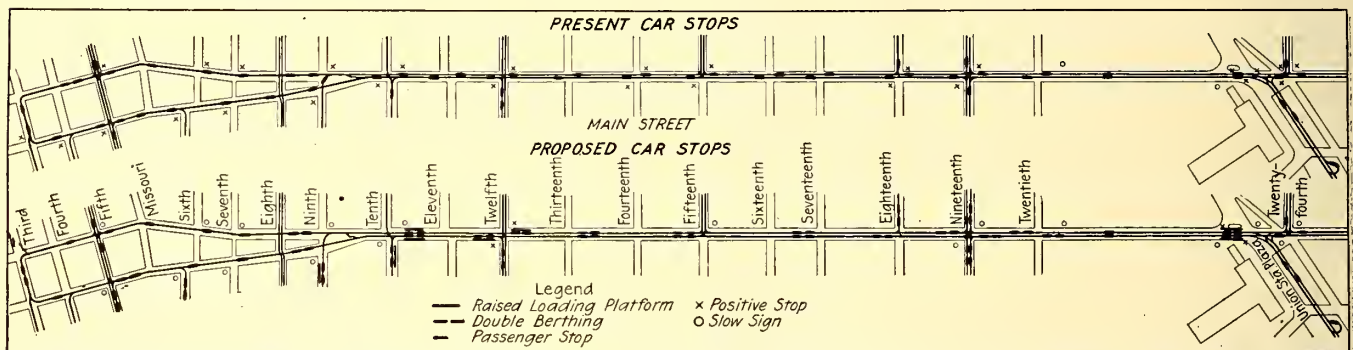 PRESENT CAR STOPS
MAIN STREET
PROPOSED CAR STOPS
Third
Fourth
Fifth
Missouri
Sixth
Seventh
Eighth
Ninth
Tenth
Eleventh
Twelfth
Thirteenth
Fourteenth
Fifteenth
Sixteenth
Seventeenth
Eighteenth
Nineteenth
Twentieth
Twenty-
fourth
Union Sta Plaza
Legend
Raised Loading Platform × Positive Stop
Double Berthing ○ Slow Sign
Passenger Stop